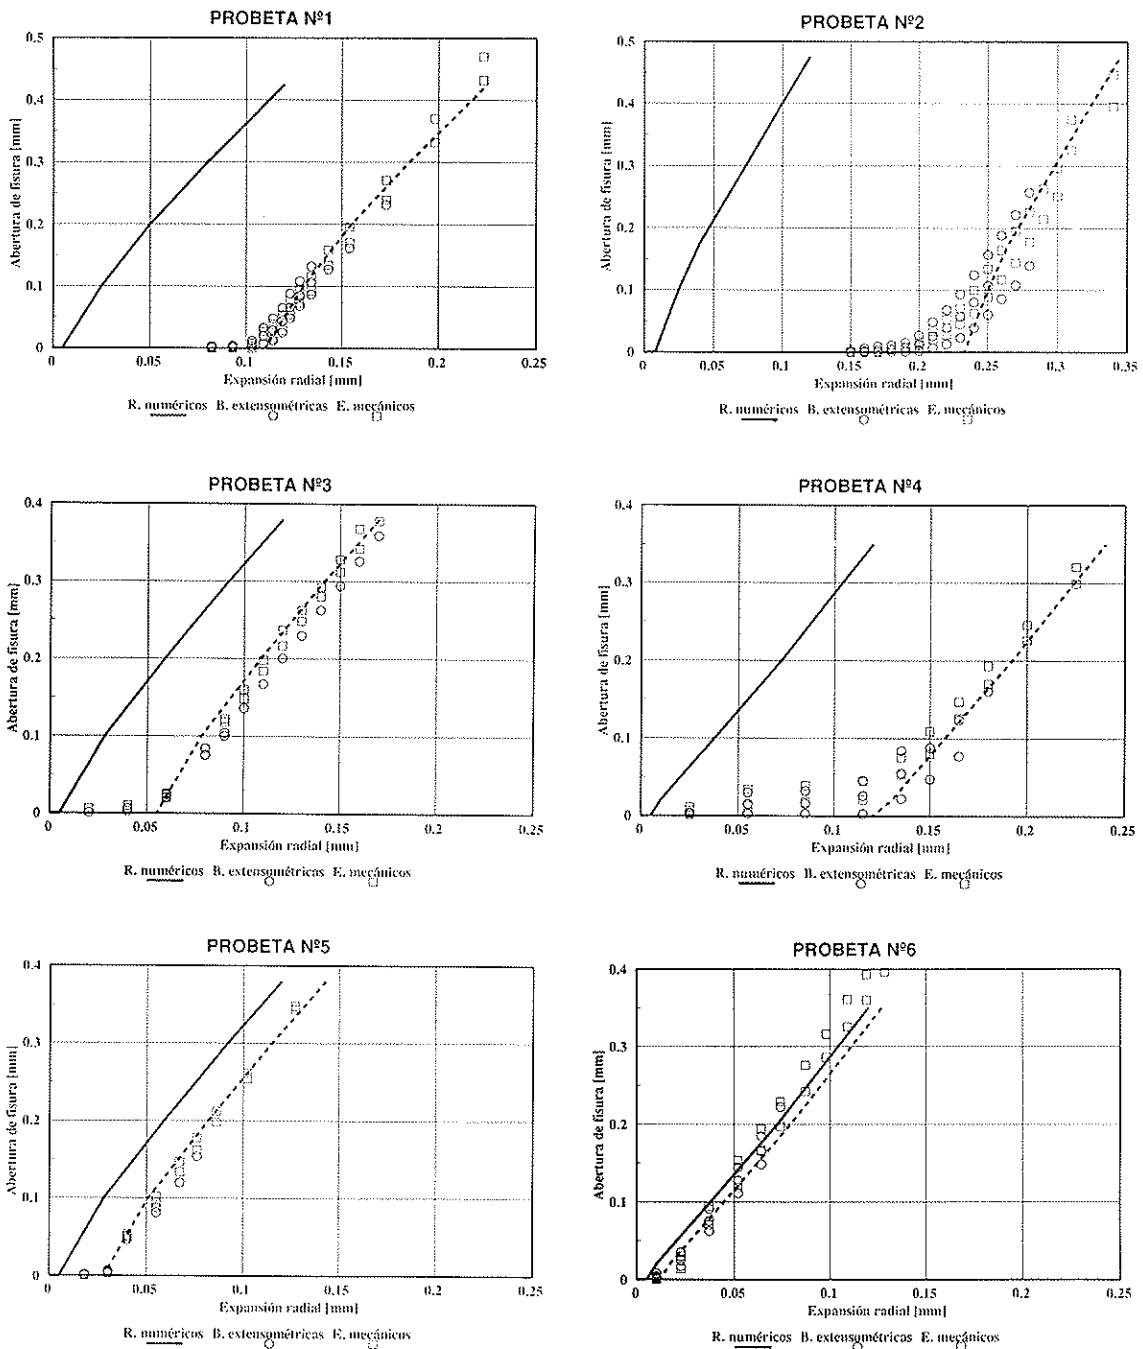 PROBETA Nº1
0.5
0.4
0.3
0.2
0.1
0
Abertura de fisura [mm]
0 0.05 0.1 0.15 0.2 0.25
Expansión radial [mm]
R. numéricos B. extensométricas E. mecánicos
PROBETA Nº2
0.5
0.4
0.3
0.2
0.1
0
Abertura de fisura [mm]
0 0.05 0.1 0.15 0.2 0.25 0.3 0.35
Expansión radial [mm]
R. numéricos B. extensométricas E. mecánicos
PROBETA Nº3
0.4
0.3
0.2
0.1
0
Abertura de fisura [mm]
0 0.05 0.1 0.15 0.2 0.25
Expansión radial [mm]
R. numéricos B. extensométricas E. mecánicos
PROBETA Nº4
0.4
0.3
0.2
0.1
0
Abertura de fisura [mm]
0 0.05 0.1 0.15 0.2 0.25
Expansión radial [mm]
R. numéricos B. extensométricas E. mecánicos
PROBETA Nº5
0.4
0.3
0.2
0.1
0
Abertura de fisura [mm]
0 0.05 0.1 0.15 0.2 0.25
Expansión radial [mm]
R. numéricos B. extensométricas E. mecánicos
PROBETA Nº6
0.4
0.3
0.2
0.1
0
Abertura de fisura [mm]
0 0.05 0.1 0.15 0.2 0.25
Expansión radial [mm]
R. numéricos B. extensométricas E. mecánicos